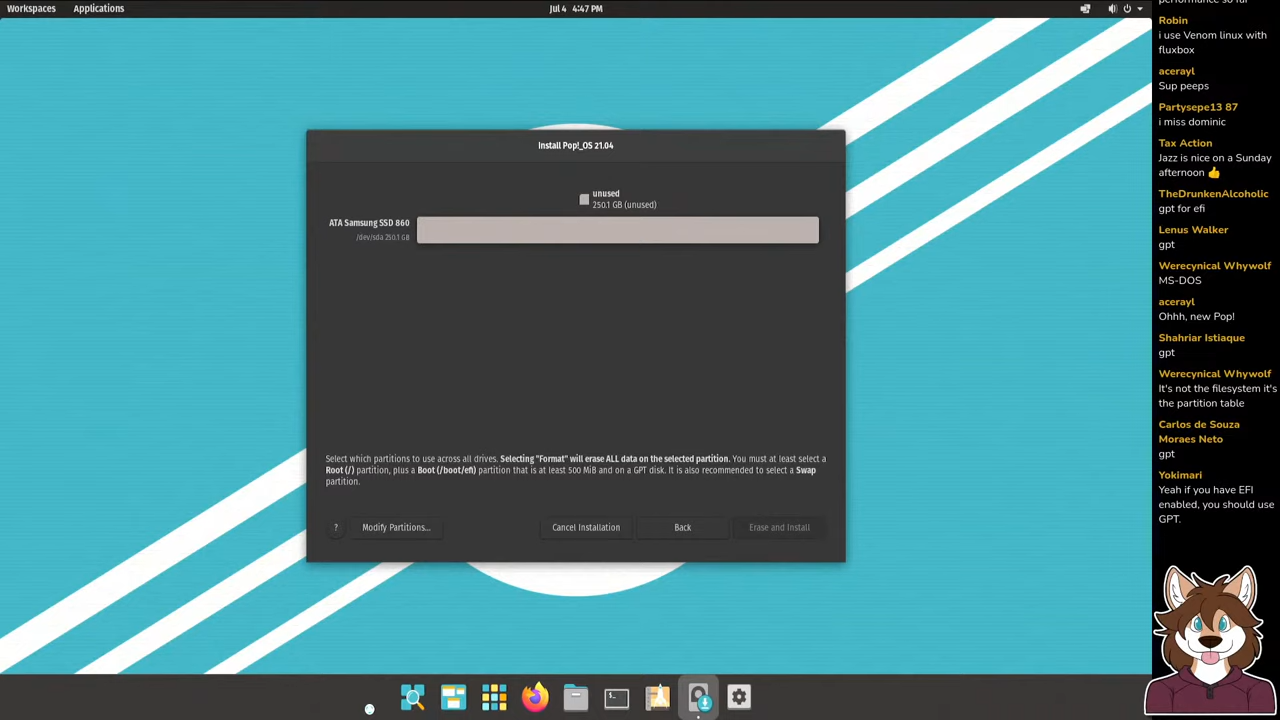 Workspaces Applications Jul 4 4:47 PM
Install Pop!_OS 21.04
unused
250.1 GB (unused)
ATA Samsung SSD 860
/dev/sda 250.1 GB
Select which partitions to use across all drives. Selecting "Format" will erase ALL data on the selected partition. You must at least select a
Root (/) partition, plus a Boot (/boot/efi) partition that is at least 500 MiB and on a GPT disk. It is also recommended to select a Swap
partition.
? Modify Partitions... Cancel Installation Back Erase and Install
performance so far
Robin
i use Venom linux with
fluxbox
acerayl
Sup peeps
Partysepe13 87
i miss dominic
Tax Action
Jazz is nice on a Sunday
afternoon 👍
TheDrunkenAlcoholic
gpt for efi
Lenus Walker
gpt
Werecynical Whywolf
MS-DOS
acerayl
Ohhh, new Pop!
Shahriar Istiaque
gpt
Werecynical Whywolf
It's not the filesystem it's
the partition table
Carlos de Souza
Moraes Neto
gpt
Yokimari
Yeah if you have EFI
enabled, you should use
GPT.